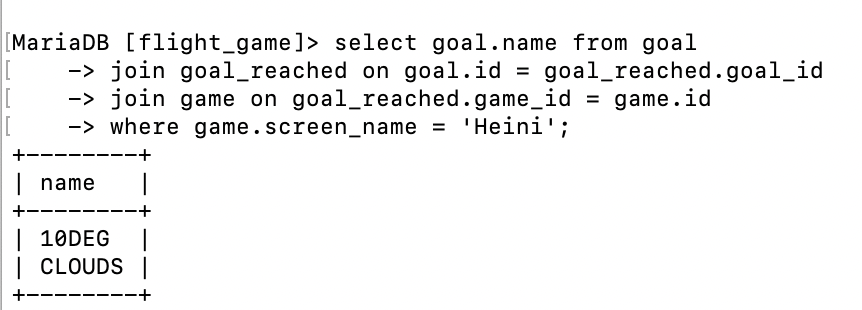 [MariaDB [flight_game]> select goal.name from goal
[    -> join goal_reached on goal.id = goal_reached.goal_id
[    -> join game on goal_reached.game_id = game.id
[    -> where game.screen_name = 'Heini';
+--------+
| name   |
+--------+
| 10DEG  |
| CLOUDS |
+--------+